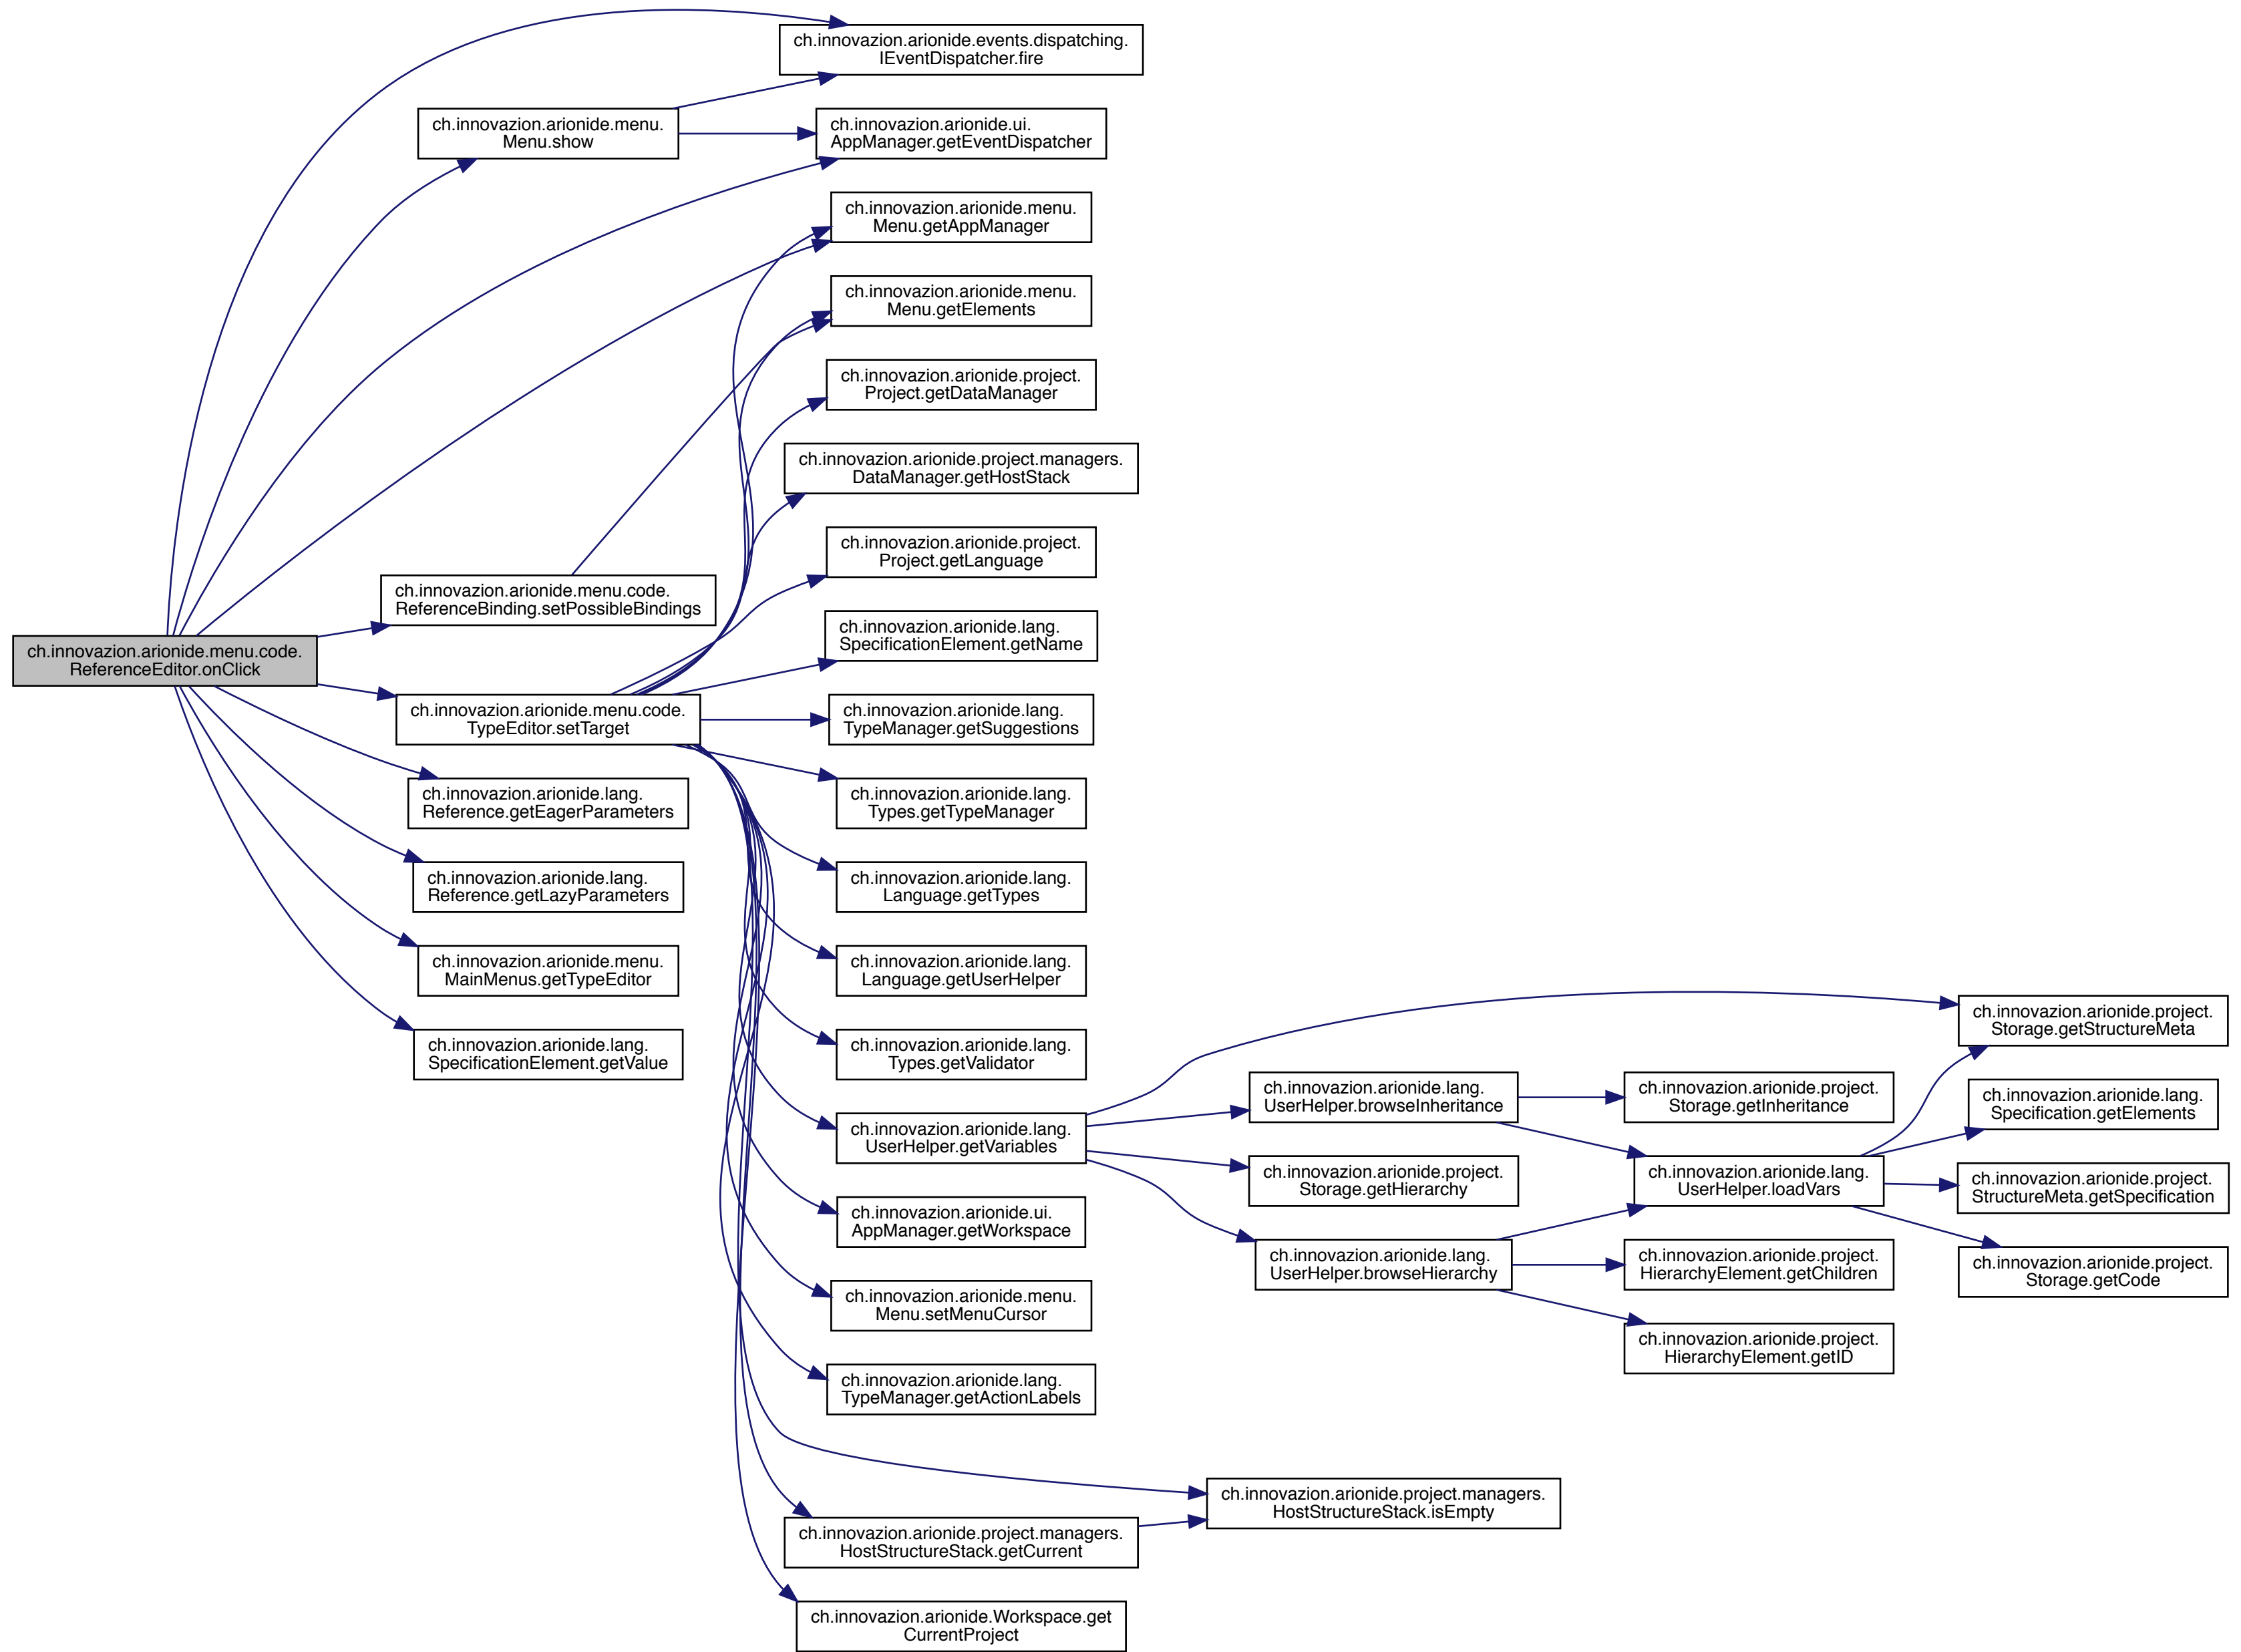 ch.innovazion.arionide.menu.code.
ReferenceEditor.onClick
ch.innovazion.arionide.events.dispatching.
IEventDispatcher.fire
ch.innovazion.arionide.menu.
Menu.show
ch.innovazion.arionide.ui.
AppManager.getEventDispatcher
ch.innovazion.arionide.menu.
Menu.getAppManager
ch.innovazion.arionide.menu.
Menu.getElements
ch.innovazion.arionide.project.
Project.getDataManager
ch.innovazion.arionide.project.managers.
DataManager.getHostStack
ch.innovazion.arionide.project.
Project.getLanguage
ch.innovazion.arionide.menu.code.
ReferenceBinding.setPossibleBindings
ch.innovazion.arionide.lang.
SpecificationElement.getName
ch.innovazion.arionide.menu.code.
TypeEditor.setTarget
ch.innovazion.arionide.lang.
TypeManager.getSuggestions
ch.innovazion.arionide.lang.
Reference.getEagerParameters
ch.innovazion.arionide.lang.
Types.getTypeManager
ch.innovazion.arionide.lang.
Reference.getLazyParameters
ch.innovazion.arionide.lang.
Language.getTypes
ch.innovazion.arionide.menu.
MainMenus.getTypeEditor
ch.innovazion.arionide.lang.
Language.getUserHelper
ch.innovazion.arionide.lang.
SpecificationElement.getValue
ch.innovazion.arionide.lang.
Types.getValidator
ch.innovazion.arionide.project.
Storage.getStructureMeta
ch.innovazion.arionide.lang.
UserHelper.getVariables
ch.innovazion.arionide.lang.
UserHelper.browseInheritance
ch.innovazion.arionide.project.
Storage.getInheritance
ch.innovazion.arionide.lang.
Specification.getElements
ch.innovazion.arionide.project.
Storage.getHierarchy
ch.innovazion.arionide.lang.
UserHelper.loadVars
ch.innovazion.arionide.project.
StructureMeta.getSpecification
ch.innovazion.arionide.ui.
AppManager.getWorkspace
ch.innovazion.arionide.lang.
UserHelper.browseHierarchy
ch.innovazion.arionide.project.
HierarchyElement.getChildren
ch.innovazion.arionide.project.
Storage.getCode
ch.innovazion.arionide.menu.
Menu.setMenuCursor
ch.innovazion.arionide.project.
HierarchyElement.getID
ch.innovazion.arionide.lang.
TypeManager.getActionLabels
ch.innovazion.arionide.project.managers.
HostStructureStack.isEmpty
ch.innovazion.arionide.project.managers.
HostStructureStack.getCurrent
ch.innovazion.arionide.Workspace.get
CurrentProject